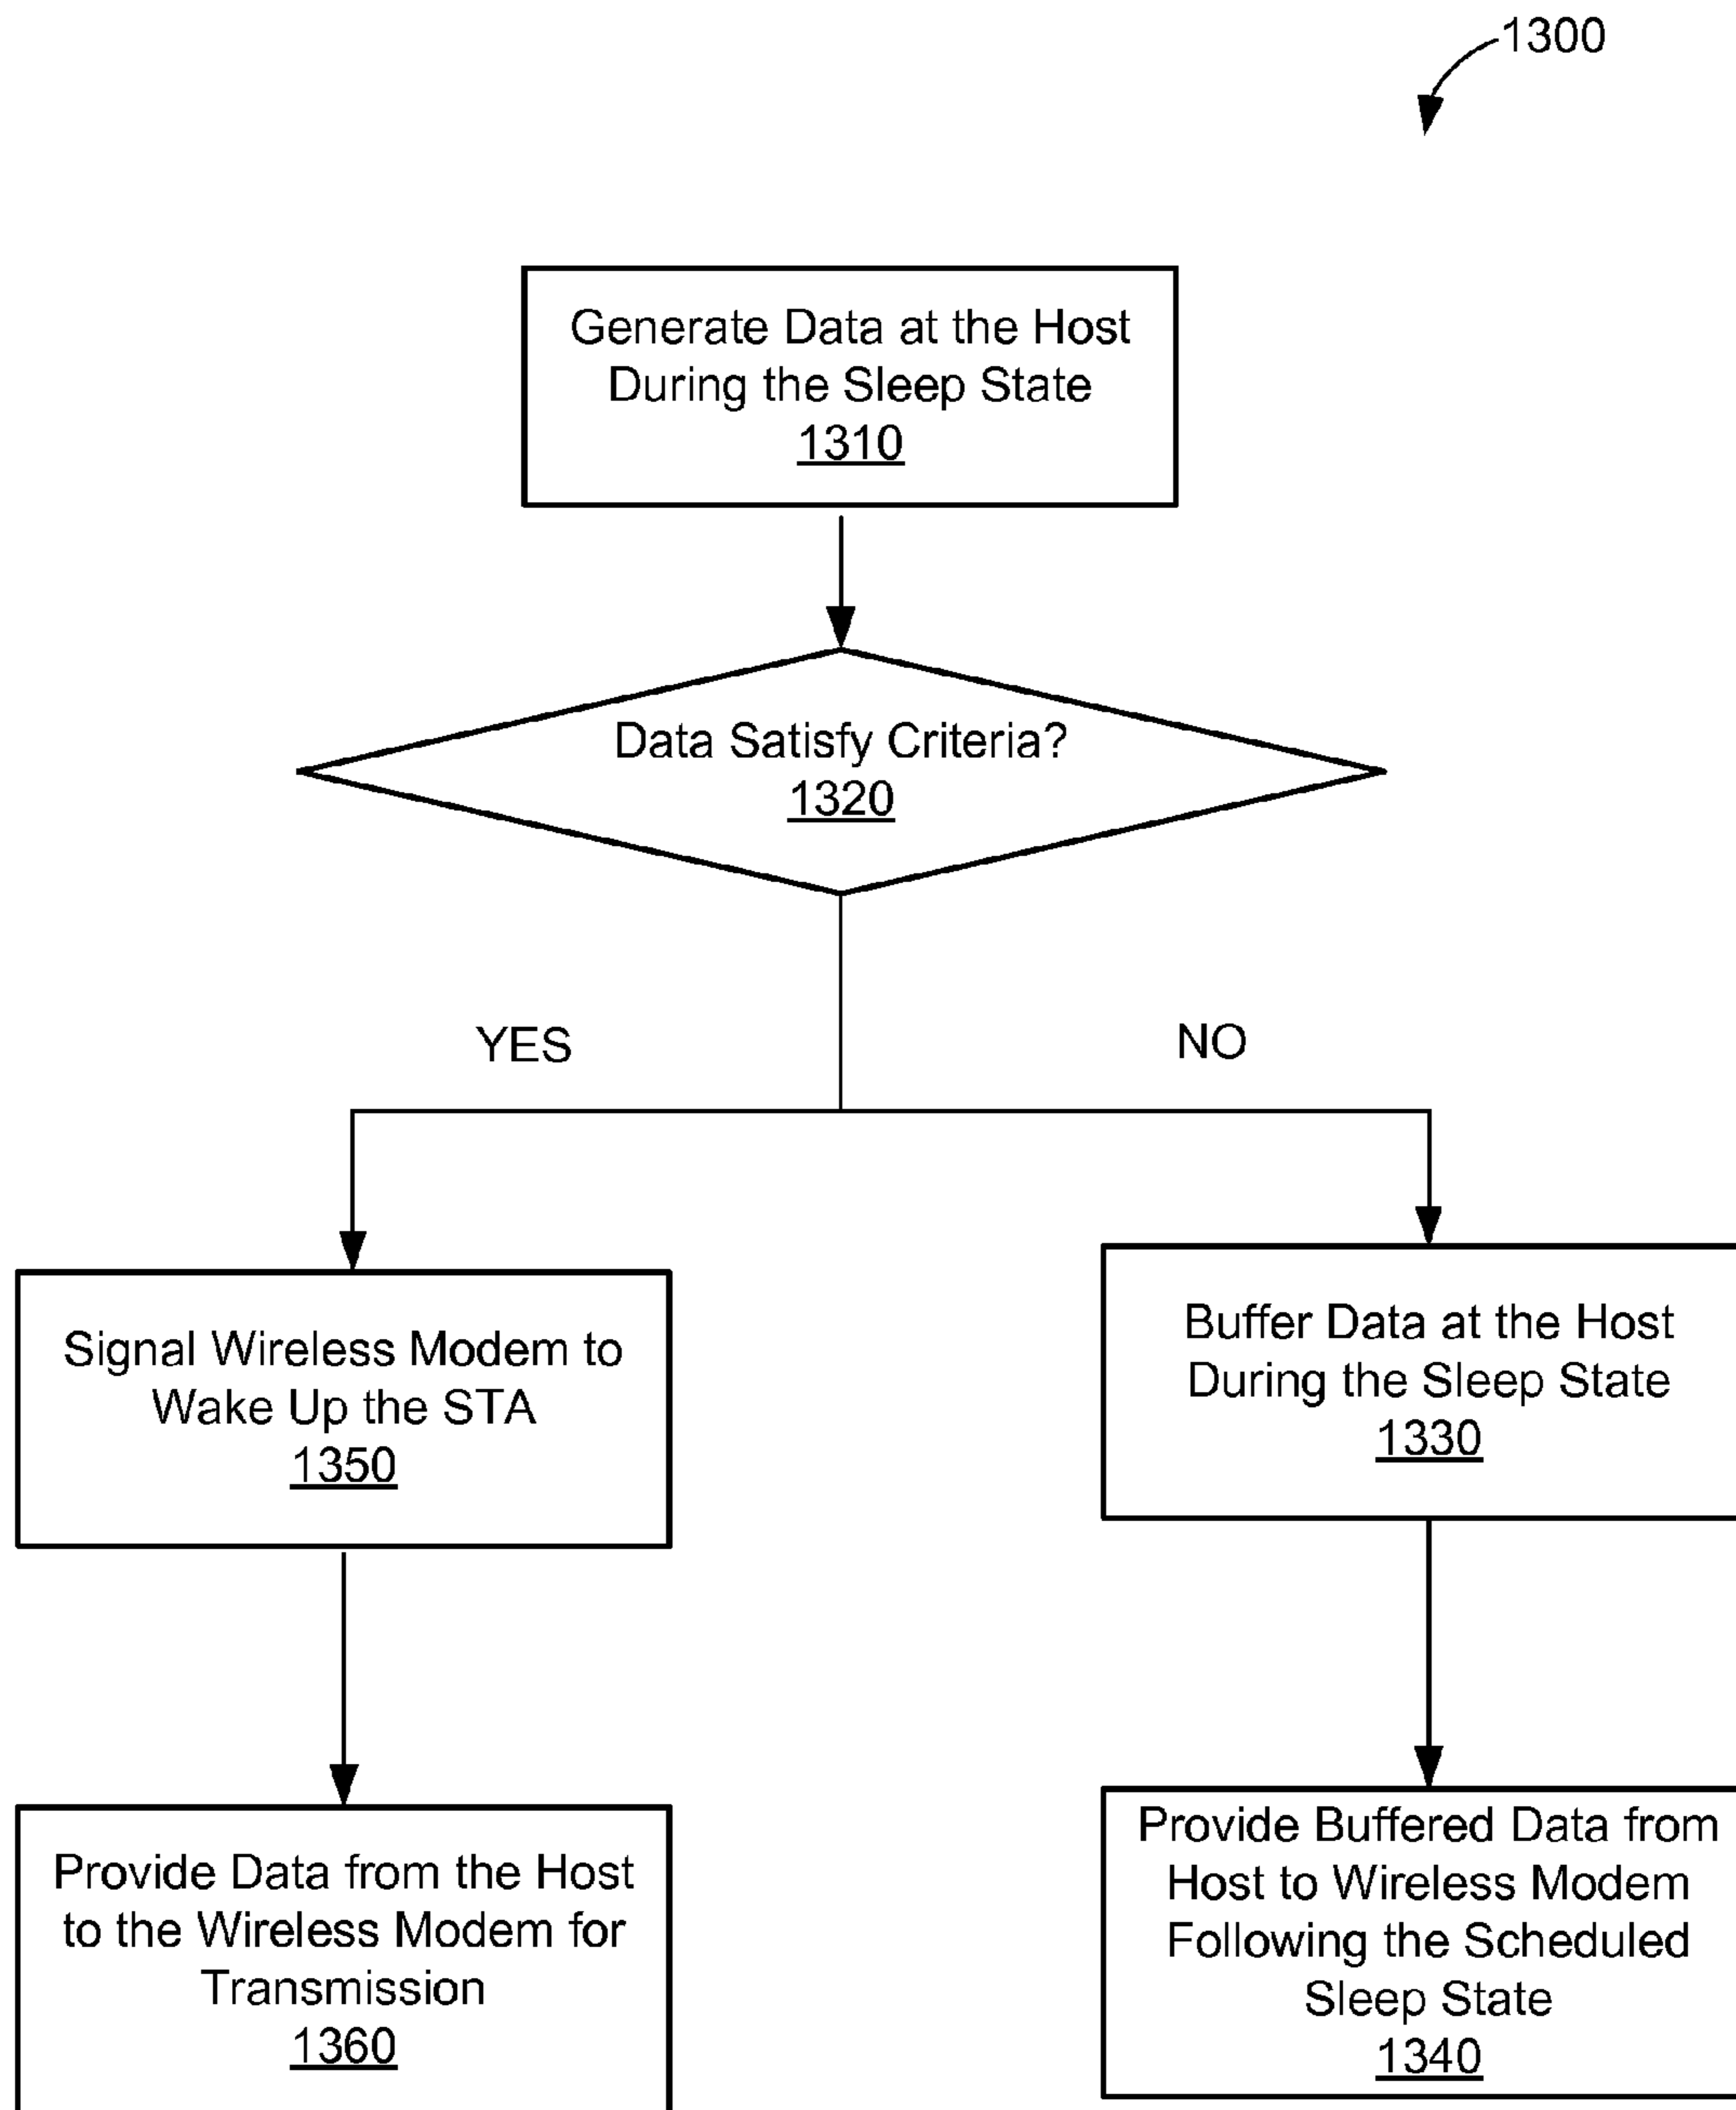 1300
Generate Data at the Host
During the Sleep State
1310
Data Satisfy Criteria?
1320
YES
NO
Signal Wireless Modem to
Wake Up the STA
1350
Buffer Data at the Host
During the Sleep State
1330
Provide Data from the Host
to the Wireless Modem for
Transmission
1360
Provide Buffered Data from
Host to Wireless Modem
Following the Scheduled
Sleep State
1340